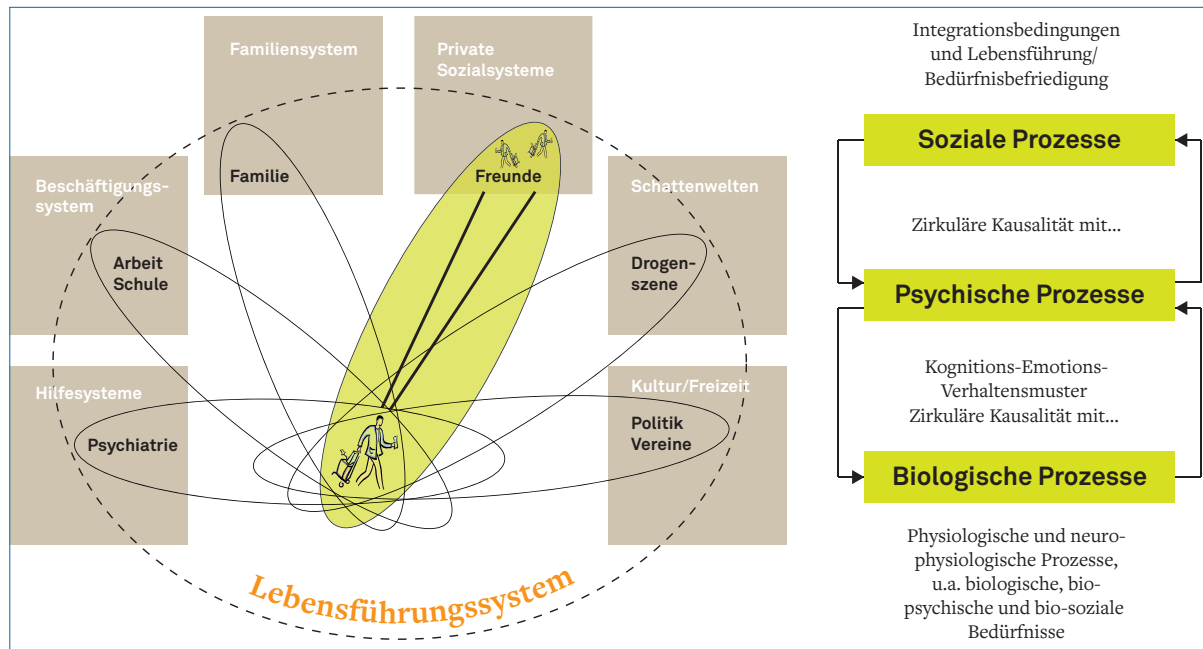 Familiensystem
Private
Sozialsysteme
Familie
Freunde
Beschäftigungs-
system
Arbeit
Schule
Schattenwelten
Drogen-
szene
Hilfesysteme
Psychiatrie
Kultur/Freizeit
Politik
Vereine
Lebensführungssystem
Integrationsbedingungen
und Lebensführung/
Bedürfnisbefriedigung
Soziale Prozesse
Zirkuläre Kausalität mit...
Psychische Prozesse
Kognitions-Emotions-
Verhaltensmuster
Zirkuläre Kausalität mit...
Biologische Prozesse
Physiologische und neuro-
physiologische Prozesse,
u.a. biologische, bio-
psychische und bio-soziale
Bedürfnisse